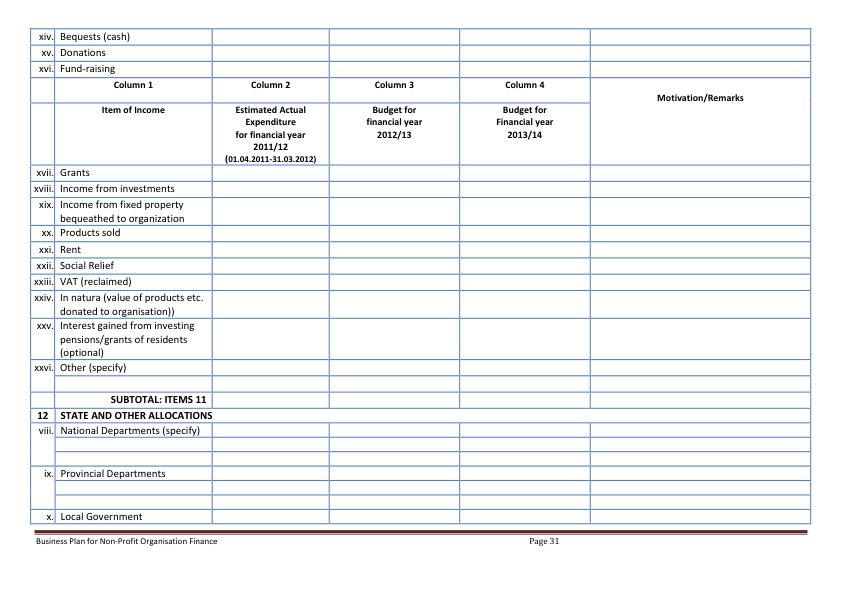 xiv. Bequests (cash)
xv. Donations
xvi. Fund-raising
Column 1 Column 2 Column 3 Column 4 Motivation/Remarks
Item of Income Estimated Actual Budget for Budget for
Expenditure financial year Financial year
for financial year 2012/13 2013/14
2011/12
(01.04.2011-31.03.2012)
xvii. Grants
xviii. Income from investments
xix. Income from fixed property
bequeathed to organization
xx. Products sold
xxi. Rent
xxii. Social Relief
xxiii. VAT (reclaimed)
xxiv. In natura (value of products etc.
donated to organisation))
xxv. Interest gained from investing
pensions/grants of residents
(optional)
xxvi. Other (specify)
SUBTOTAL: ITEMS 11
12 STATE AND OTHER ALLOCATIONS
viii. National Departments (specify)
ix. Provincial Departments
x. Local Government
Business Plan for Non-Profit Organisation Finance Page 31